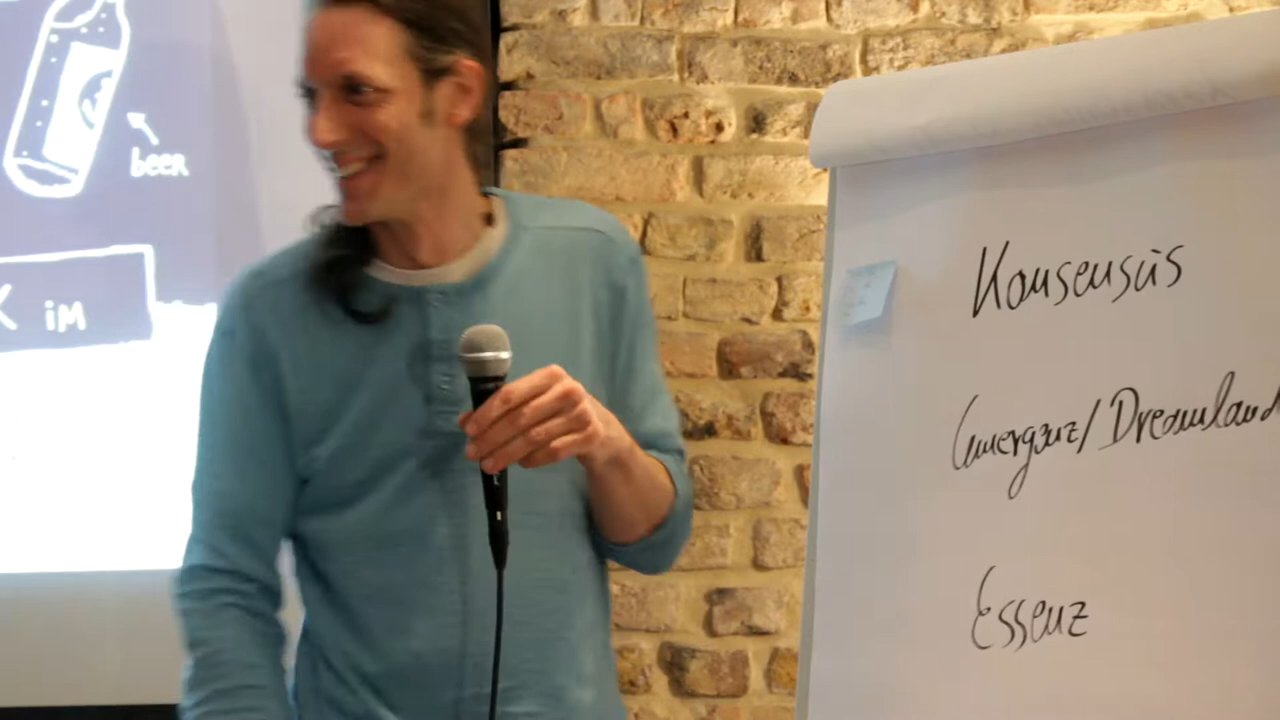 beer
K im
Konsensus
Emergenz/Dreamland
Essenz